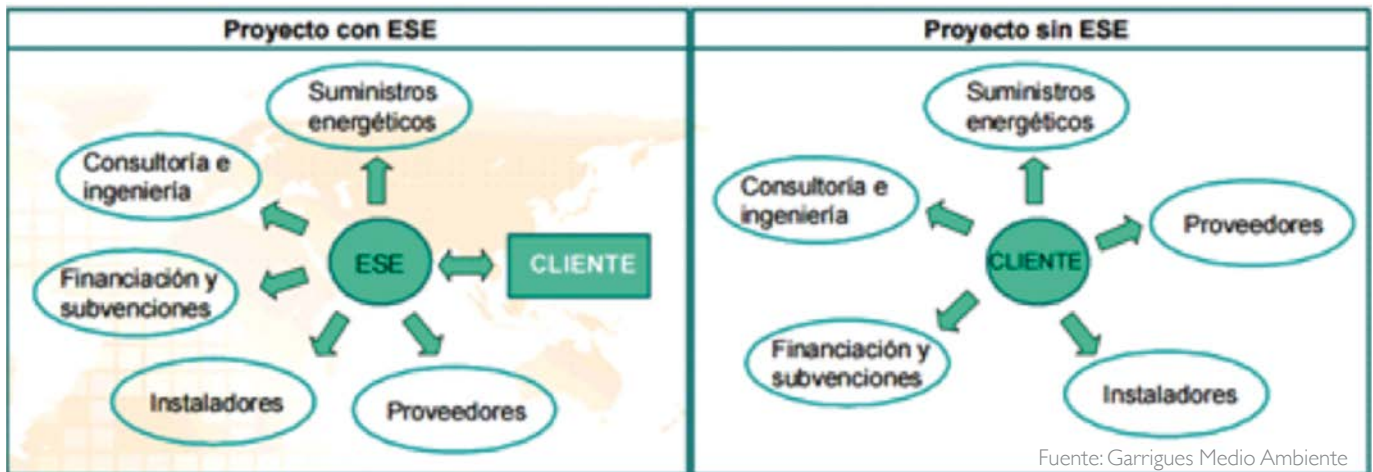 Proyecto con ESE
Suministros
energéticos
Consultoría e
ingeniería
Financiación y
subvenciones
ESE
CLIENTE
Instaladores
Proveedores
Proyecto sin ESE
Suministros
energéticos
Consultoría e
ingeniería
Proveedores
CLIENTE
Financiación y
subvenciones
Instaladores
Fuente: Garrigues Medio Ambiente